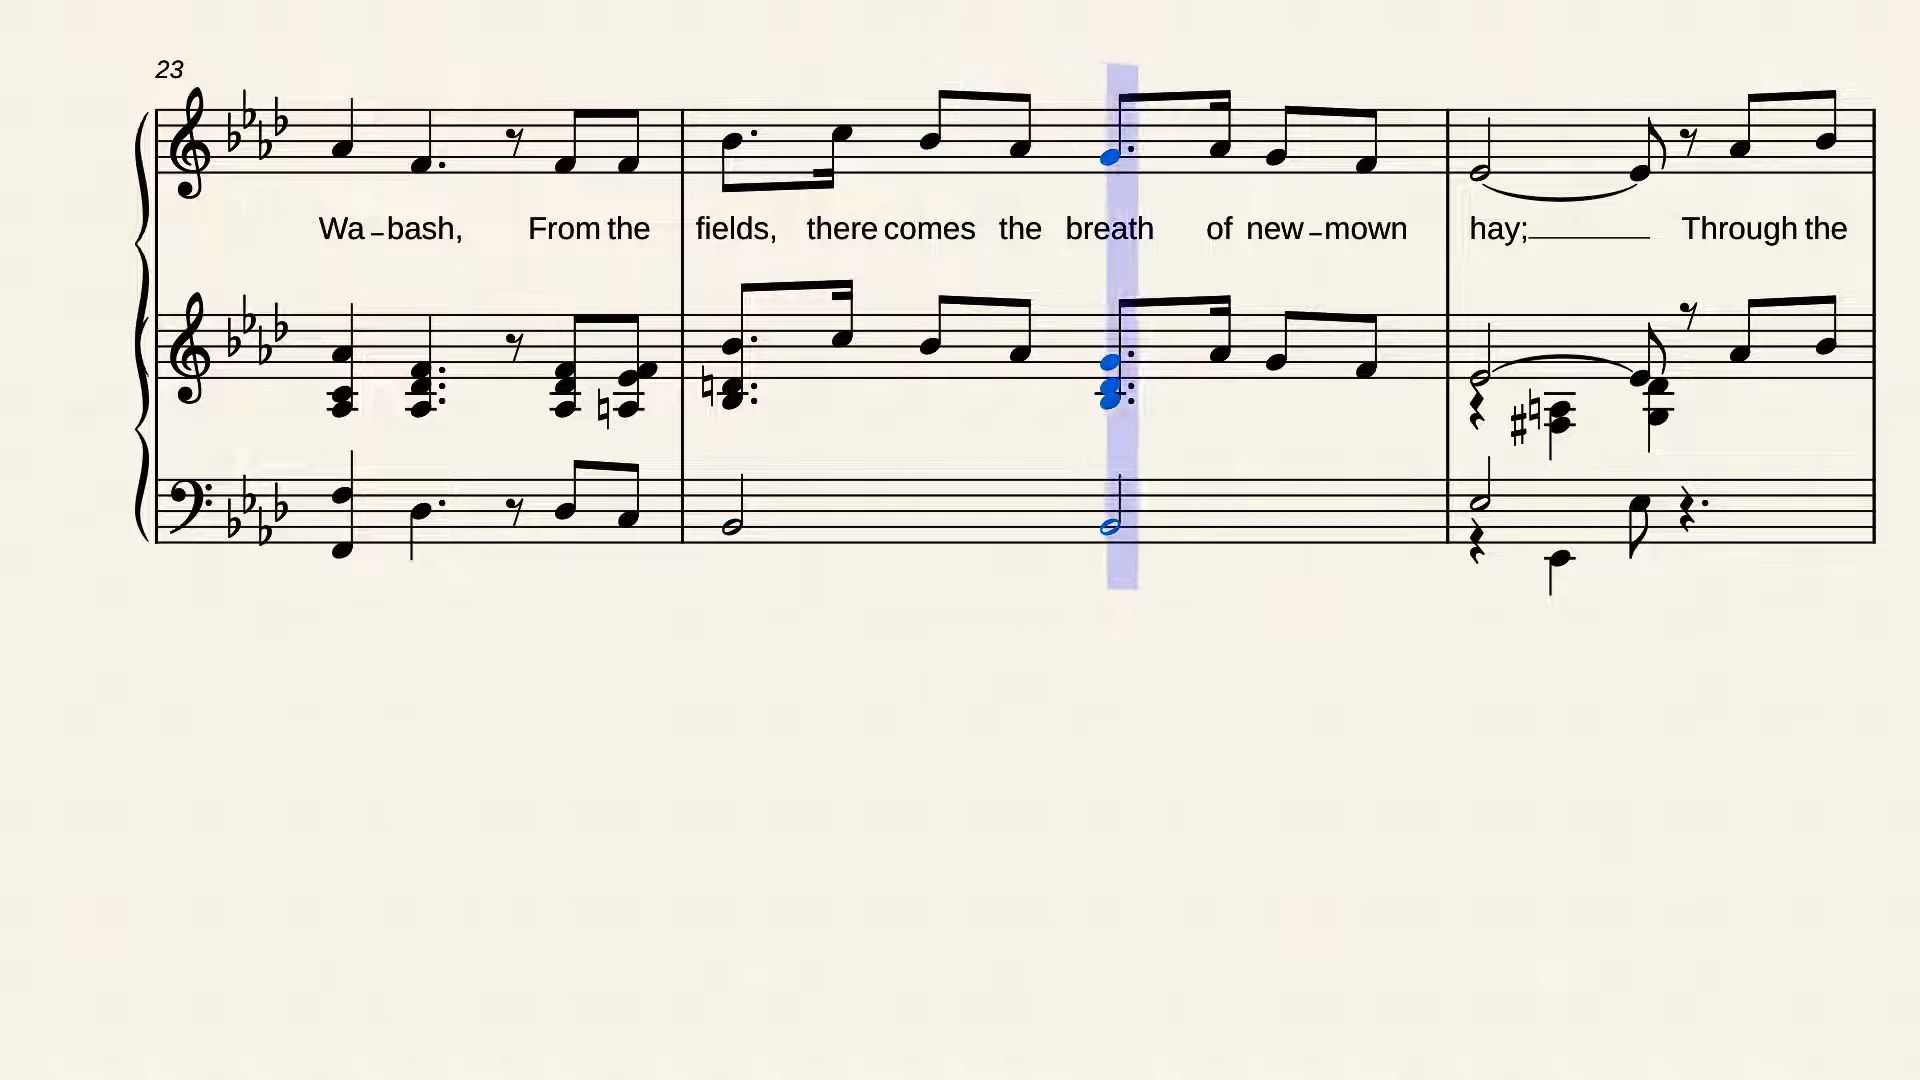 23
Wa-bash, From the fields, there comes the breath of new-mown hay; Through the